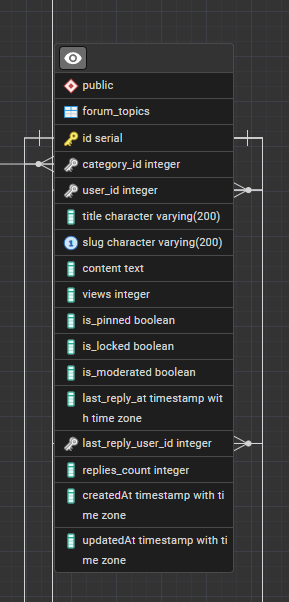 public
forum_topics
id serial
category_id integer
user_id integer
title character varying(200)
1 slug character varying(200)
content text
views integer
is_pinned boolean
is_locked boolean
is_moderated boolean
last_reply_at timestamp wit
h time zone
last_reply_user_id integer
replies_count integer
createdAt timestamp with ti
me zone
updatedAt timestamp with ti
me zone